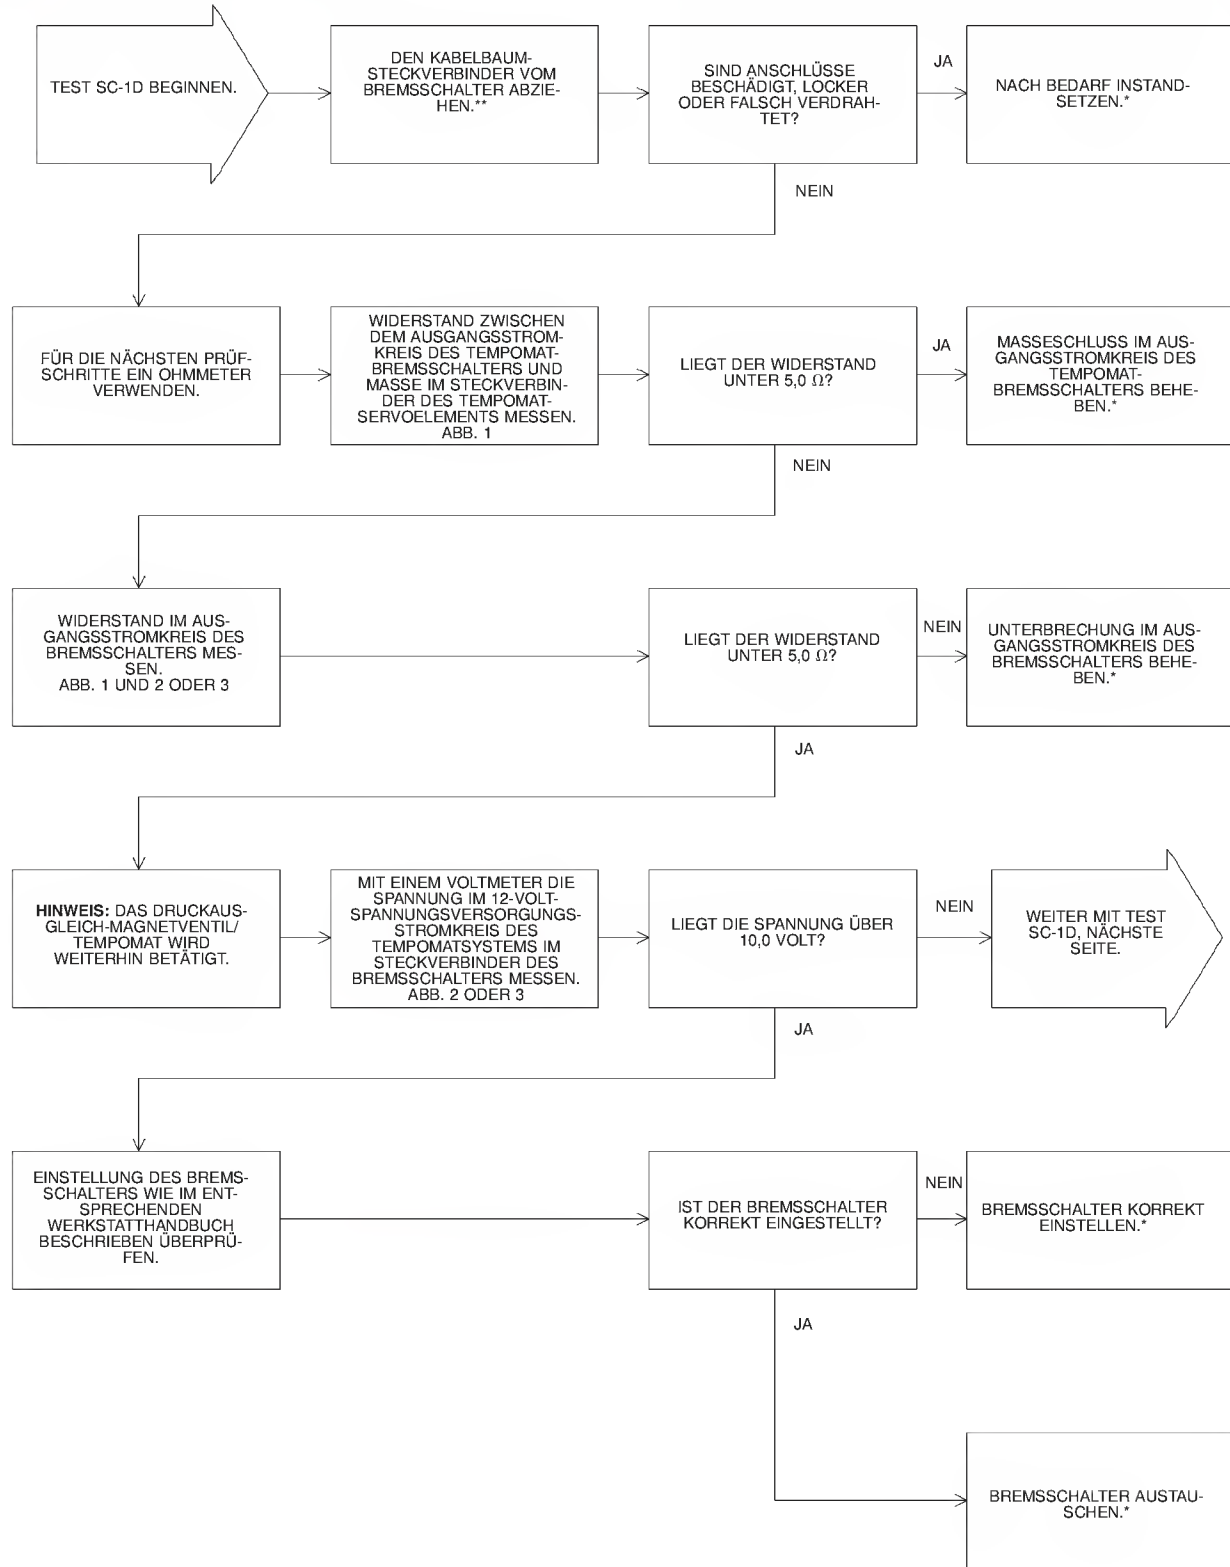 TEST SC-1D BEGINNEN.
DEN KABELBAUM-
STECKVERBINDER VOM
BREMSSCHALTER ABZIE-
HEN.**
SIND ANSCHLÜSSE
BESCHÄDIGT, LOCKER
ODER FALSCH VERDRAH-
TET?
JA
NACH BEDARF INSTAND-
SETZEN.*
NEIN
FÜR DIE NÄCHSTEN PRÜF-
SCHRITTE EIN OHMMETER
VERWENDEN.
WIDERSTAND ZWISCHEN
DEM AUSGANGSSTROM-
KREIS DES TEMPOMAT-
BREMSSCHALTERS UND
MASSE IM STECKVERBIN-
DER DES TEMPOMAT-
SERVOELEMENTS MESSEN.
ABB. 1
LIEGT DER WIDERSTAND
UNTER 5,0 Ω?
JA
MASSESCHLUSS IM AUS-
GANGSSTROMKREIS DES
TEMPOMAT-
BREMSSCHALTERS BEHE-
BEN.*
NEIN
WIDERSTAND IM AUS-
GANGSSTROMKREIS DES
BREMSSCHALTERS MES-
SEN.
ABB. 1 UND 2 ODER 3
LIEGT DER WIDERSTAND
UNTER 5,0 Ω?
NEIN
UNTERBRECHUNG IM AUS-
GANGSSTROMKREIS DES
BREMSSCHALTERS BEHE-
BEN.*
JA
HINWEIS: DAS DRUCKAUS-
GLEICH-MAGNETVENTIL/
TEMPOMAT WIRD
WEITERHIN BETÄTIGT.
MIT EINEM VOLTMETER DIE
SPANNUNG IM 12-VOLT-
SPANNUNGSVERSORGUNGS-
STROMKREIS DES
TEMPOMATSYSTEMS IM
STECKVERBINDER DES
BREMSSCHALTERS MESSEN.
ABB. 2 ODER 3
LIEGT DIE SPANNUNG ÜBER
10,0 VOLT?
NEIN
WEITER MIT TEST
SC-1D, NÄCHSTE
SEITE.
JA
EINSTELLUNG DES BREMS-
SCHALTERS WIE IM ENT-
SPRECHENDEN
WERKSTATTHANDBUCH
BESCHRIEBEN ÜBERPRÜ-
FEN.
IST DER BREMSSCHALTER
KORREKT EINGESTELLT?
NEIN
BREMSSCHALTER KORREKT
EINSTELLEN.*
JA
BREMSSCHALTER AUSTAU-
SCHEN.*